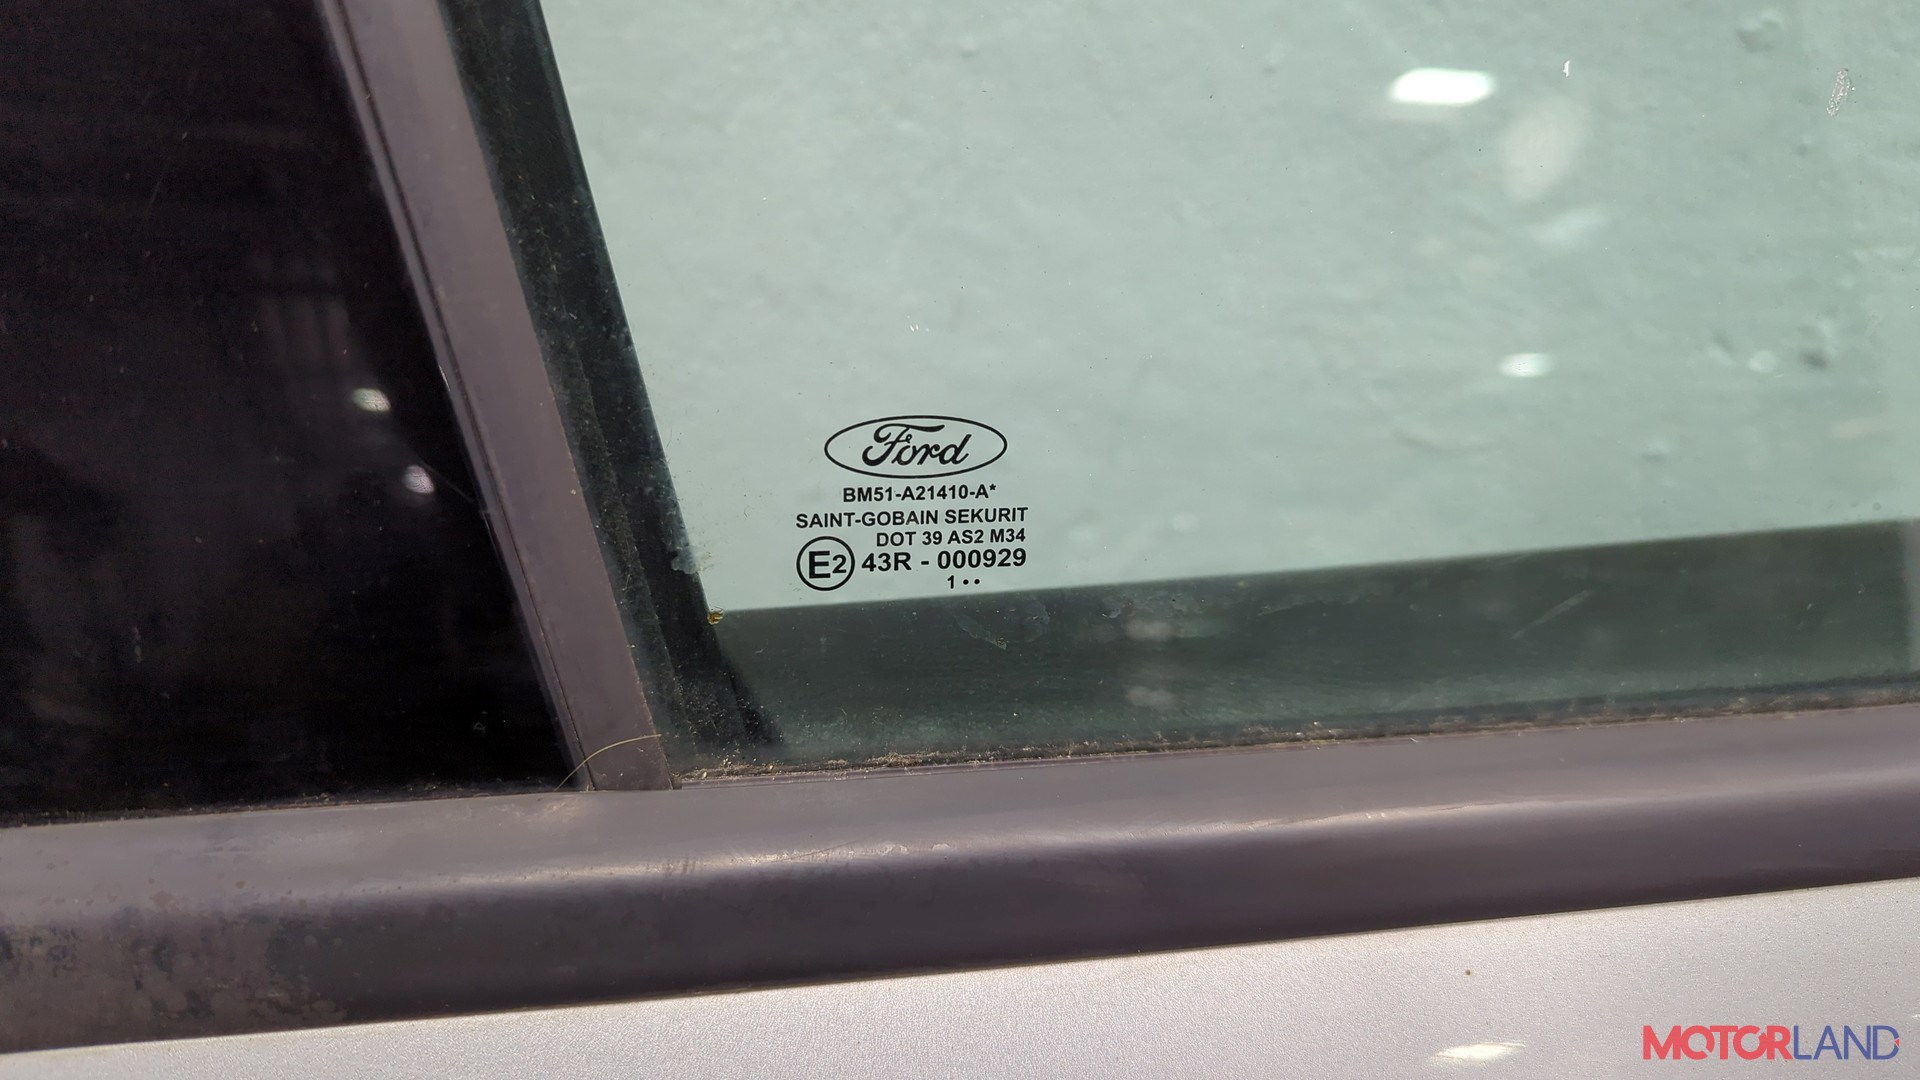 Ford
BM51-A21410-A*
SAINT-GOBAIN SEKURIT
DOT 39 AS2 M34
E2 43R - 000929
1 • •
MOTORLAND